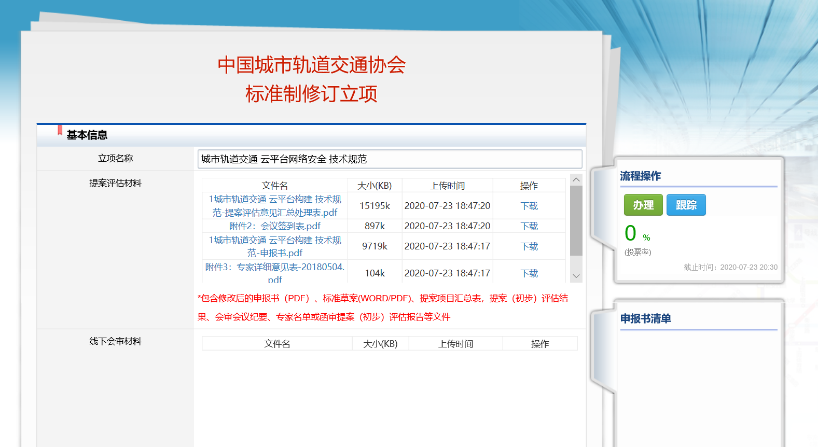 中国城市轨道交通协会
标准制修订立项
基本信息
立项名称
城市轨道交通 云平台网络安全 技术规范
提案评估材料
文件名 大小(KB) 上传时间 操作
1城市轨道交通 云平台构建 技术规
范-提案评估意见汇总处理表.pdf
15195k 2020-07-23 18:47:20 下载
附件2：会议签到表.pdf 897k 2020-07-23 18:47:20 下载
1城市轨道交通 云平台构建 技术规
范-申报书.pdf
9719k 2020-07-23 18:47:17 下载
附件3：专家详细意见表-20180504.
pdf
104k 2020-07-23 18:47:17 下载
*包含修改后的申报书（PDF）、标准草案(WORD/PDF)、提案项目汇总表、提案（初步）评估结
果、会审会议纪要、专家名单或函审提案（初步）评估报告等文件
线下会审材料
文件名 大小(KB) 上传时间 操作
流程操作
办理 跟踪
0 %
(投票率)
截止时间：2020-07-23 20:30
申报书清单